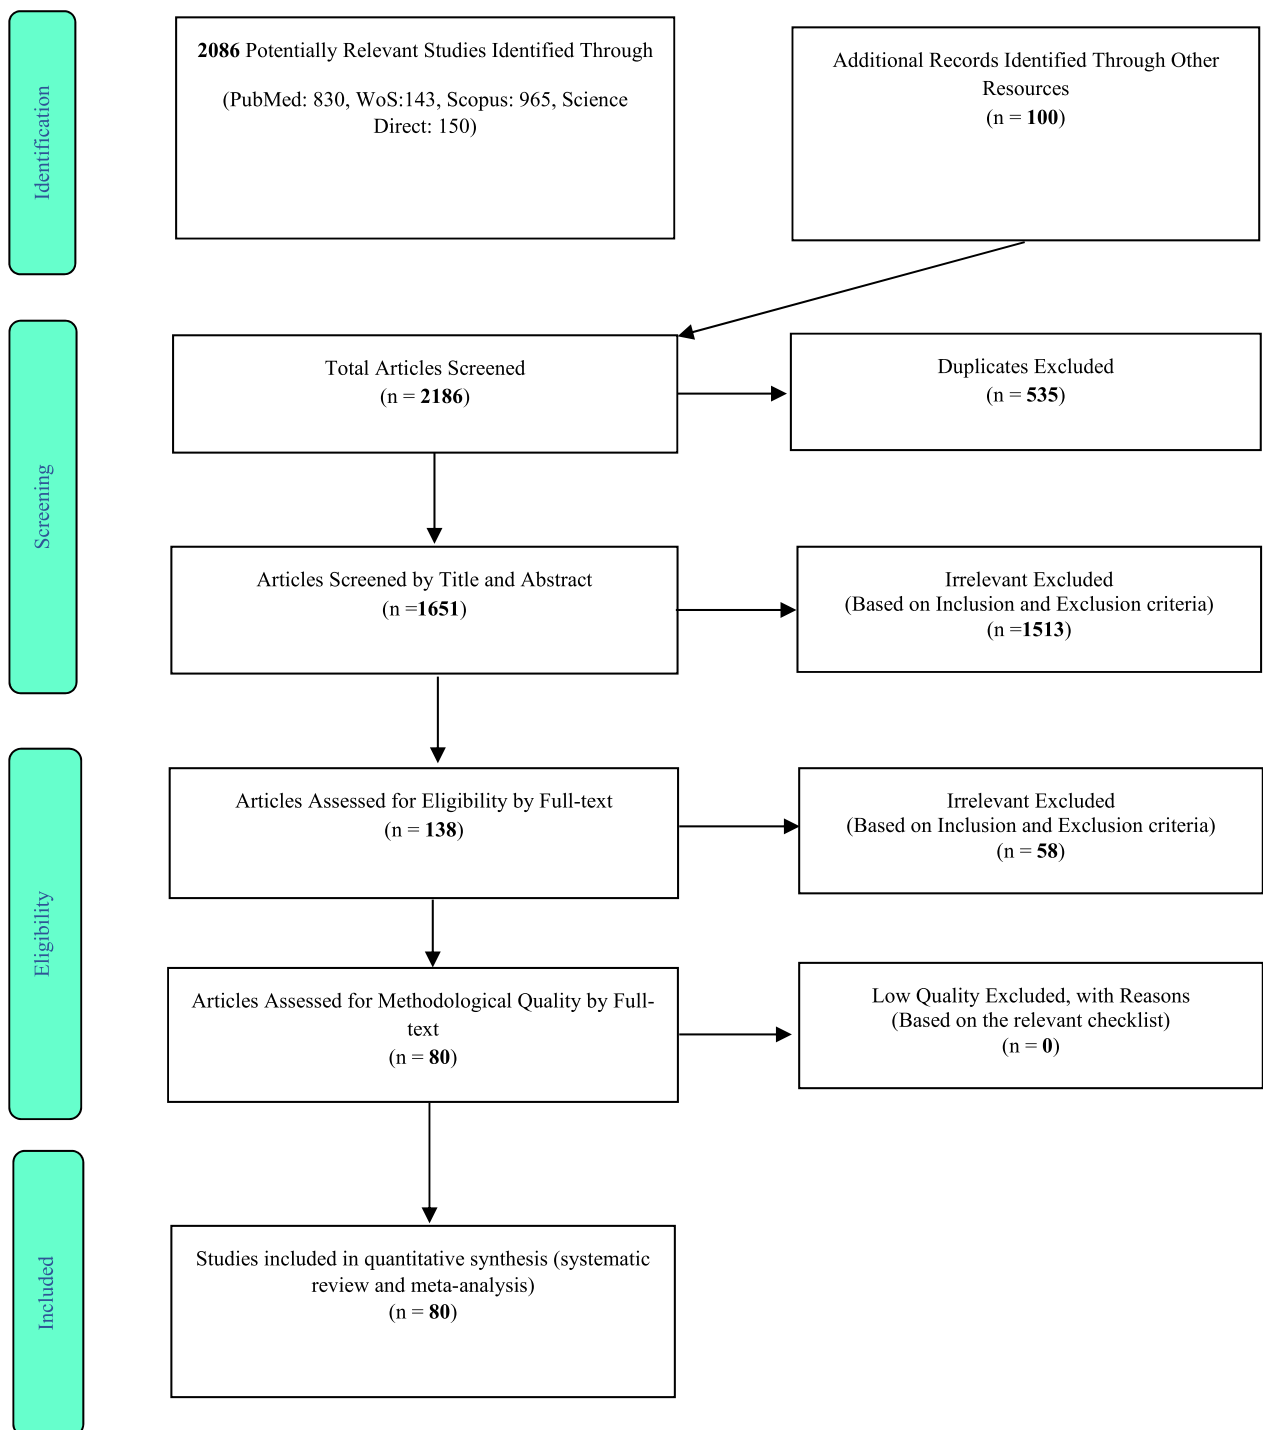 Identification
2086 Potentially Relevant Studies Identified Through
(PubMed: 830, WoS:143, Scopus: 965, Science
Direct: 150)
Additional Records Identified Through Other
Resources
(n = 100)
Screening
Total Articles Screened
(n = 2186)
Duplicates Excluded
(n = 535)
Articles Screened by Title and Abstract
(n =1651)
Irrelevant Excluded
(Based on Inclusion and Exclusion criteria)
(n =1513)
Eligibility
Articles Assessed for Eligibility by Full-text
(n = 138)
Irrelevant Excluded
(Based on Inclusion and Exclusion criteria)
(n = 58)
Articles Assessed for Methodological Quality by Full-
text
(n = 80)
Low Quality Excluded, with Reasons
(Based on the relevant checklist)
(n = 0)
Included
Studies included in quantitative synthesis (systematic
review and meta-analysis)
(n = 80)